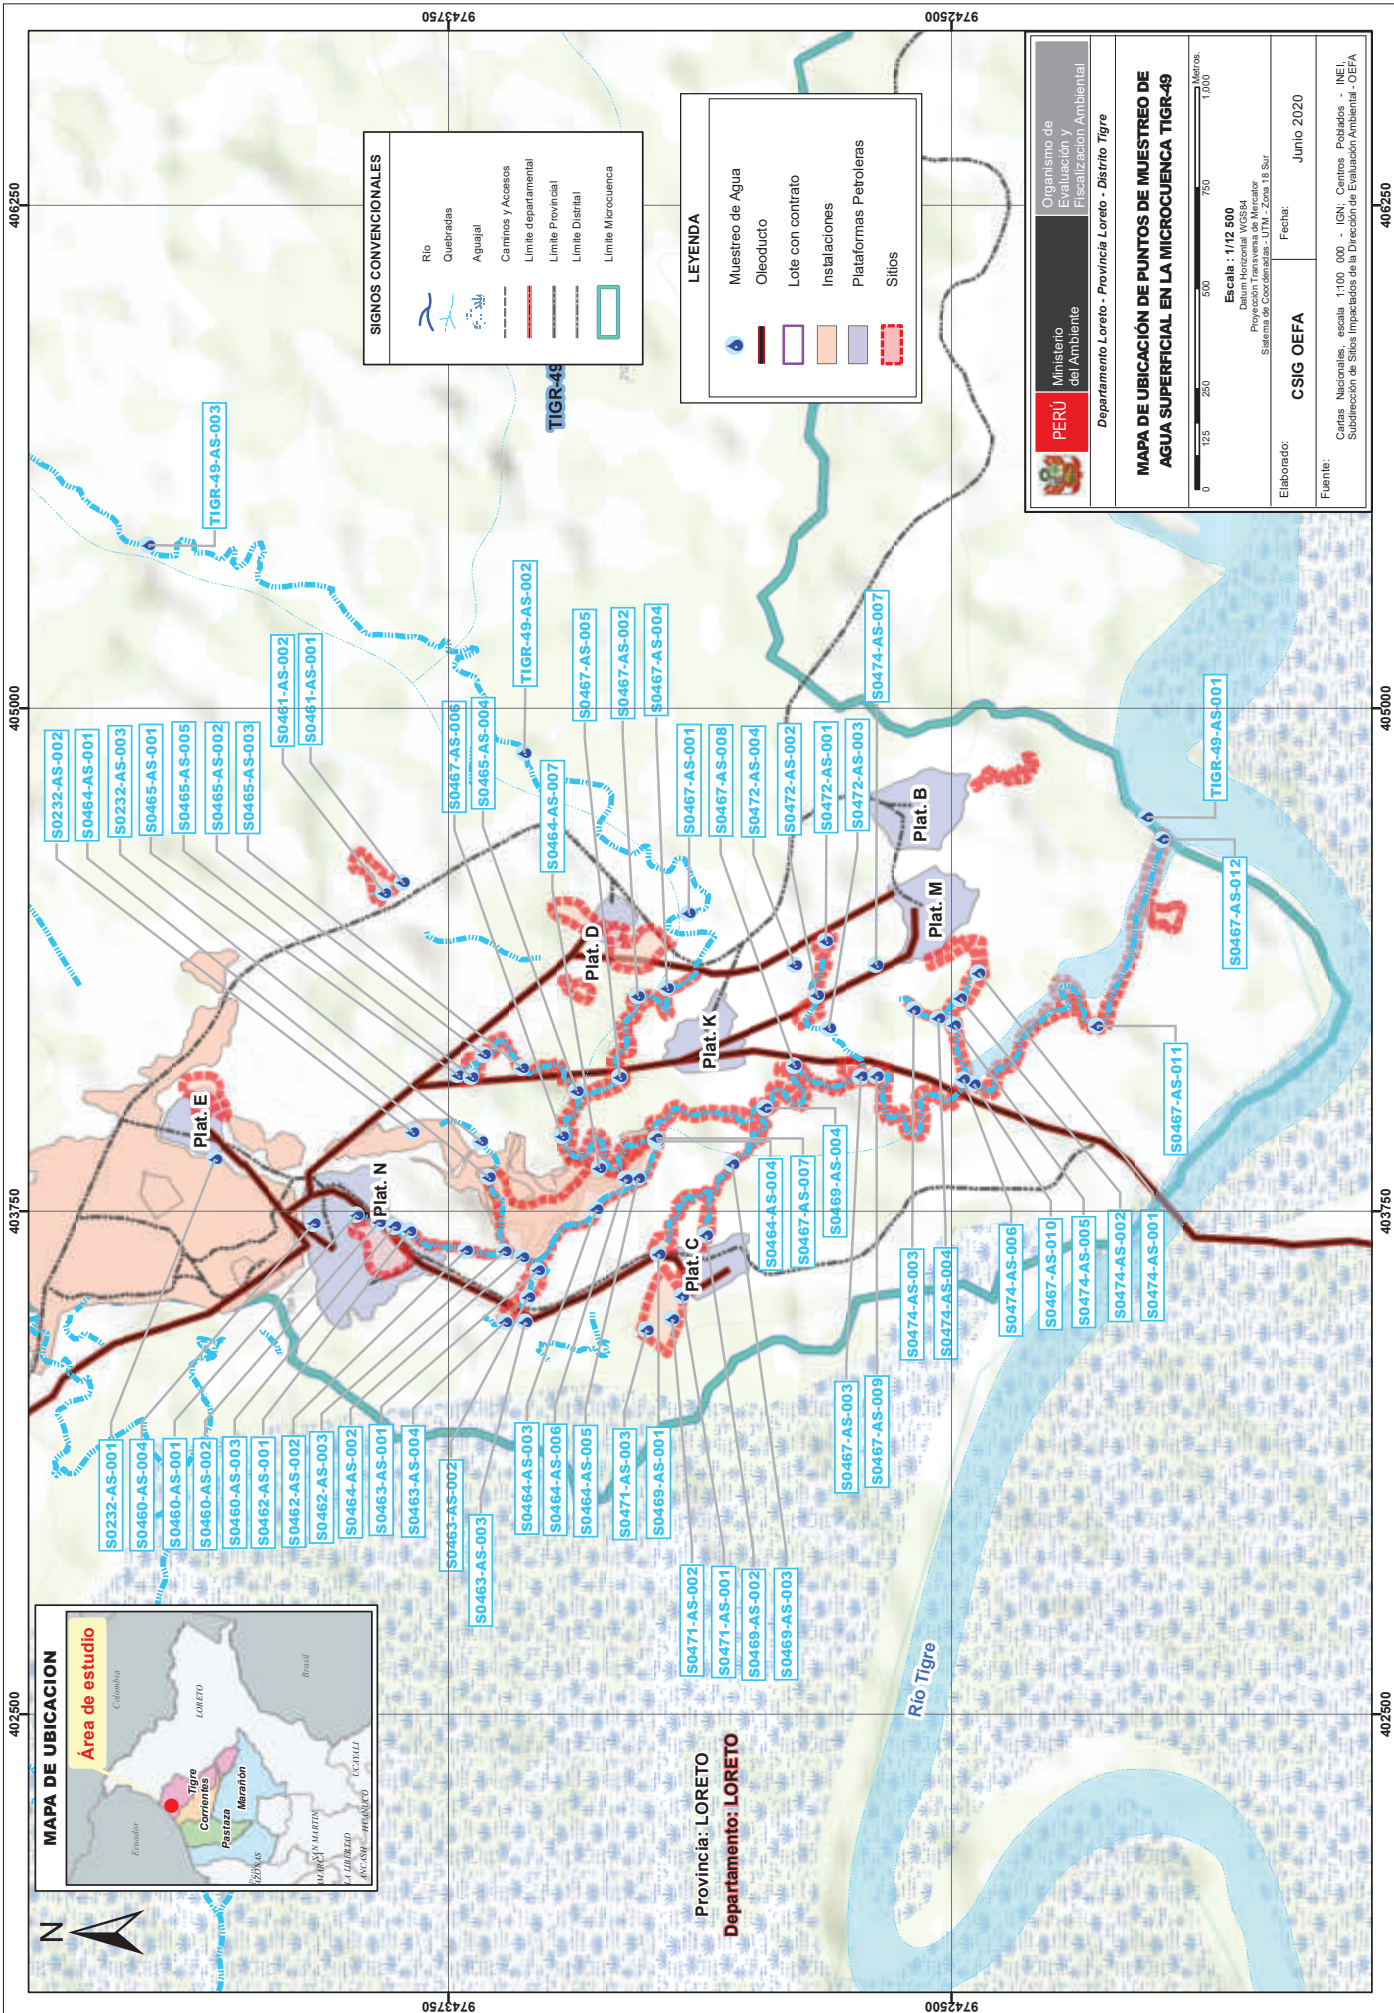 MAPA DE UBICACION
Área de estudio
Colombia
Ecuador
LORETO
Brasil
Tigre
Corrientes
Pastaza
Marañón
SAN MARTIN
UCAYALI
LA LIBERTAD
ANCASH
HUANUCO
N
402500
403750
405000
406250
402500
403750
405000
406250
9743750
9742500
9743750
9742500
S0232-AS-002
S0464-AS-001
S0232-AS-003
S0465-AS-001
S0465-AS-005
S0465-AS-002
S0465-AS-003
S0461-AS-002
S0461-AS-001
TIGR-49-AS-003
S0467-AS-006
S0465-AS-004
TIGR-49-AS-002
S0464-AS-007
S0467-AS-005
S0467-AS-002
S0467-AS-004
S0467-AS-001
S0467-AS-008
S0472-AS-004
S0472-AS-002
S0472-AS-001
S0472-AS-003
S0474-AS-007
TIGR-49-AS-001
S0467-AS-012
S0467-AS-011
Plat. E
Plat. N
Plat. D
Plat. K
Plat. C
Plat. B
Plat. M
S0232-AS-001
S0460-AS-004
S0460-AS-001
S0460-AS-002
S0460-AS-003
S0462-AS-001
S0462-AS-002
S0462-AS-003
S0464-AS-002
S0463-AS-001
S0463-AS-004
S0463-AS-002
S0463-AS-003
S0464-AS-003
S0464-AS-006
S0464-AS-005
S0471-AS-003
S0469-AS-001
S0471-AS-002
S0471-AS-001
S0469-AS-002
S0469-AS-003
S0464-AS-004
S0467-AS-007
S0469-AS-004
S0467-AS-003
S0467-AS-009
S0474-AS-003
S0474-AS-004
S0474-AS-006
S0467-AS-010
S0474-AS-005
S0474-AS-002
S0474-AS-001
TIGR-49
Río Tigre
Provincia: LORETO
Departamento: LORETO
SIGNOS CONVENCIONALES
Río
Quebradas
Aguajal
Caminos y Accesos
Límite departamental
Límite Provincial
Límite Distrital
Límite Microcuenca
LEYENDA
Muestreo de Agua
Oleoducto
Lote con contrato
Instalaciones
Plataformas Petroleras
Sitios
PERÚ
Ministerio
del Ambiente
Organismo de
Evaluación y
Fiscalización Ambiental
Departamento Loreto - Provincia Loreto - Distrito Tigre
MAPA DE UBICACIÓN DE PUNTOS DE MUESTREO DE
AGUA SUPERFICIAL EN LA MICROCUENCA TIGR-49
0 125 250 500 750 1,000
Metros.
Escala : 1/12 500
Datum Horizontal WGS84
Proyección Transversa de Mercator
Sistema de Coordenadas - UTM - Zona 18 Sur
Elaborado:
CSIG OEFA
Fecha:
Junio 2020
Fuente:
Cartas Nacionales, escala 1:100 000 - IGN; Centros Poblados - INEI,
Subdirección de Sitios Impactados de la Dirección de Evaluación Ambiental - OEFA